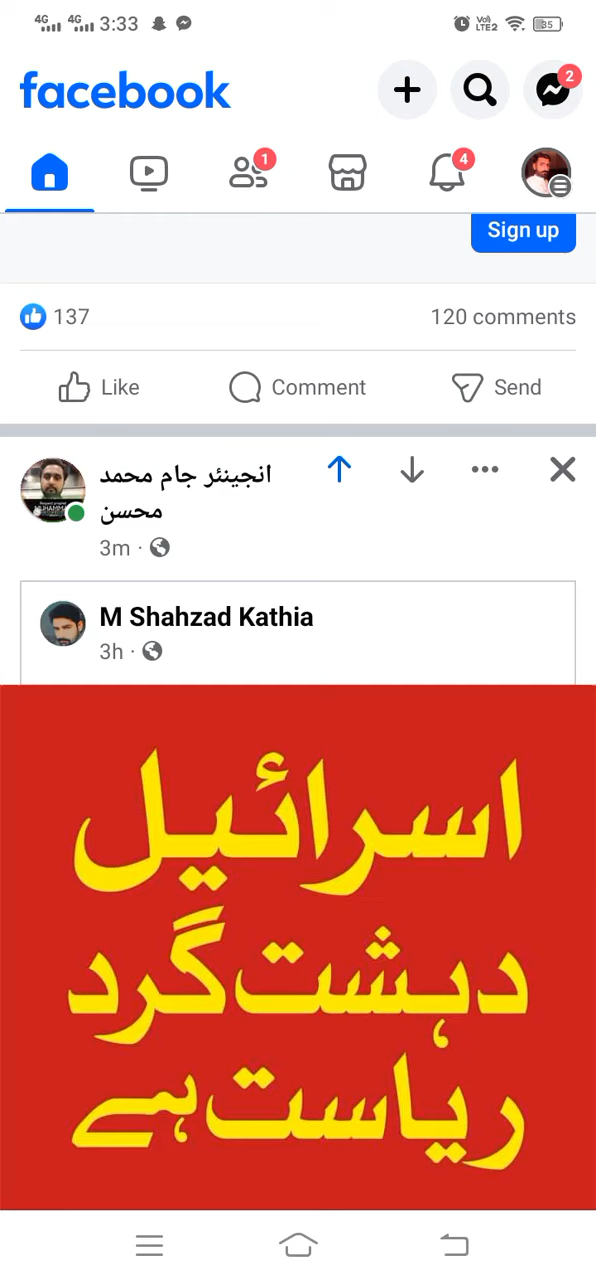 4G 4G 3:33 Vo) LTE2 35
facebook
2
1 4
Sign up
137 120 comments
Like Comment Send
انجینئر جام محمد
محسن
3m ·
M Shahzad Kathia
3h ·
اسرائیل
دہشت گرد
ریاست ہے